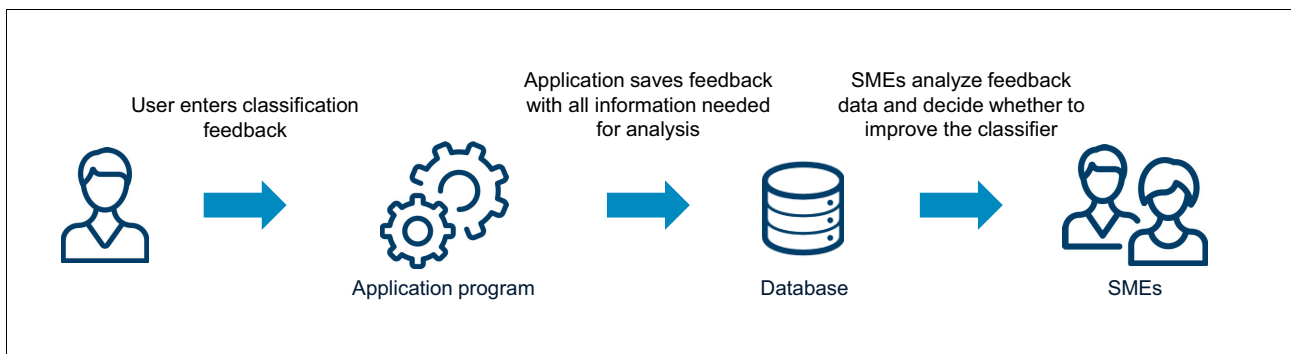 User enters classification
feedback
Application saves feedback
with all information needed
for analysis
SMEs analyze feedback
data and decide whether to
improve the classifier
Application program
Database
SMEs